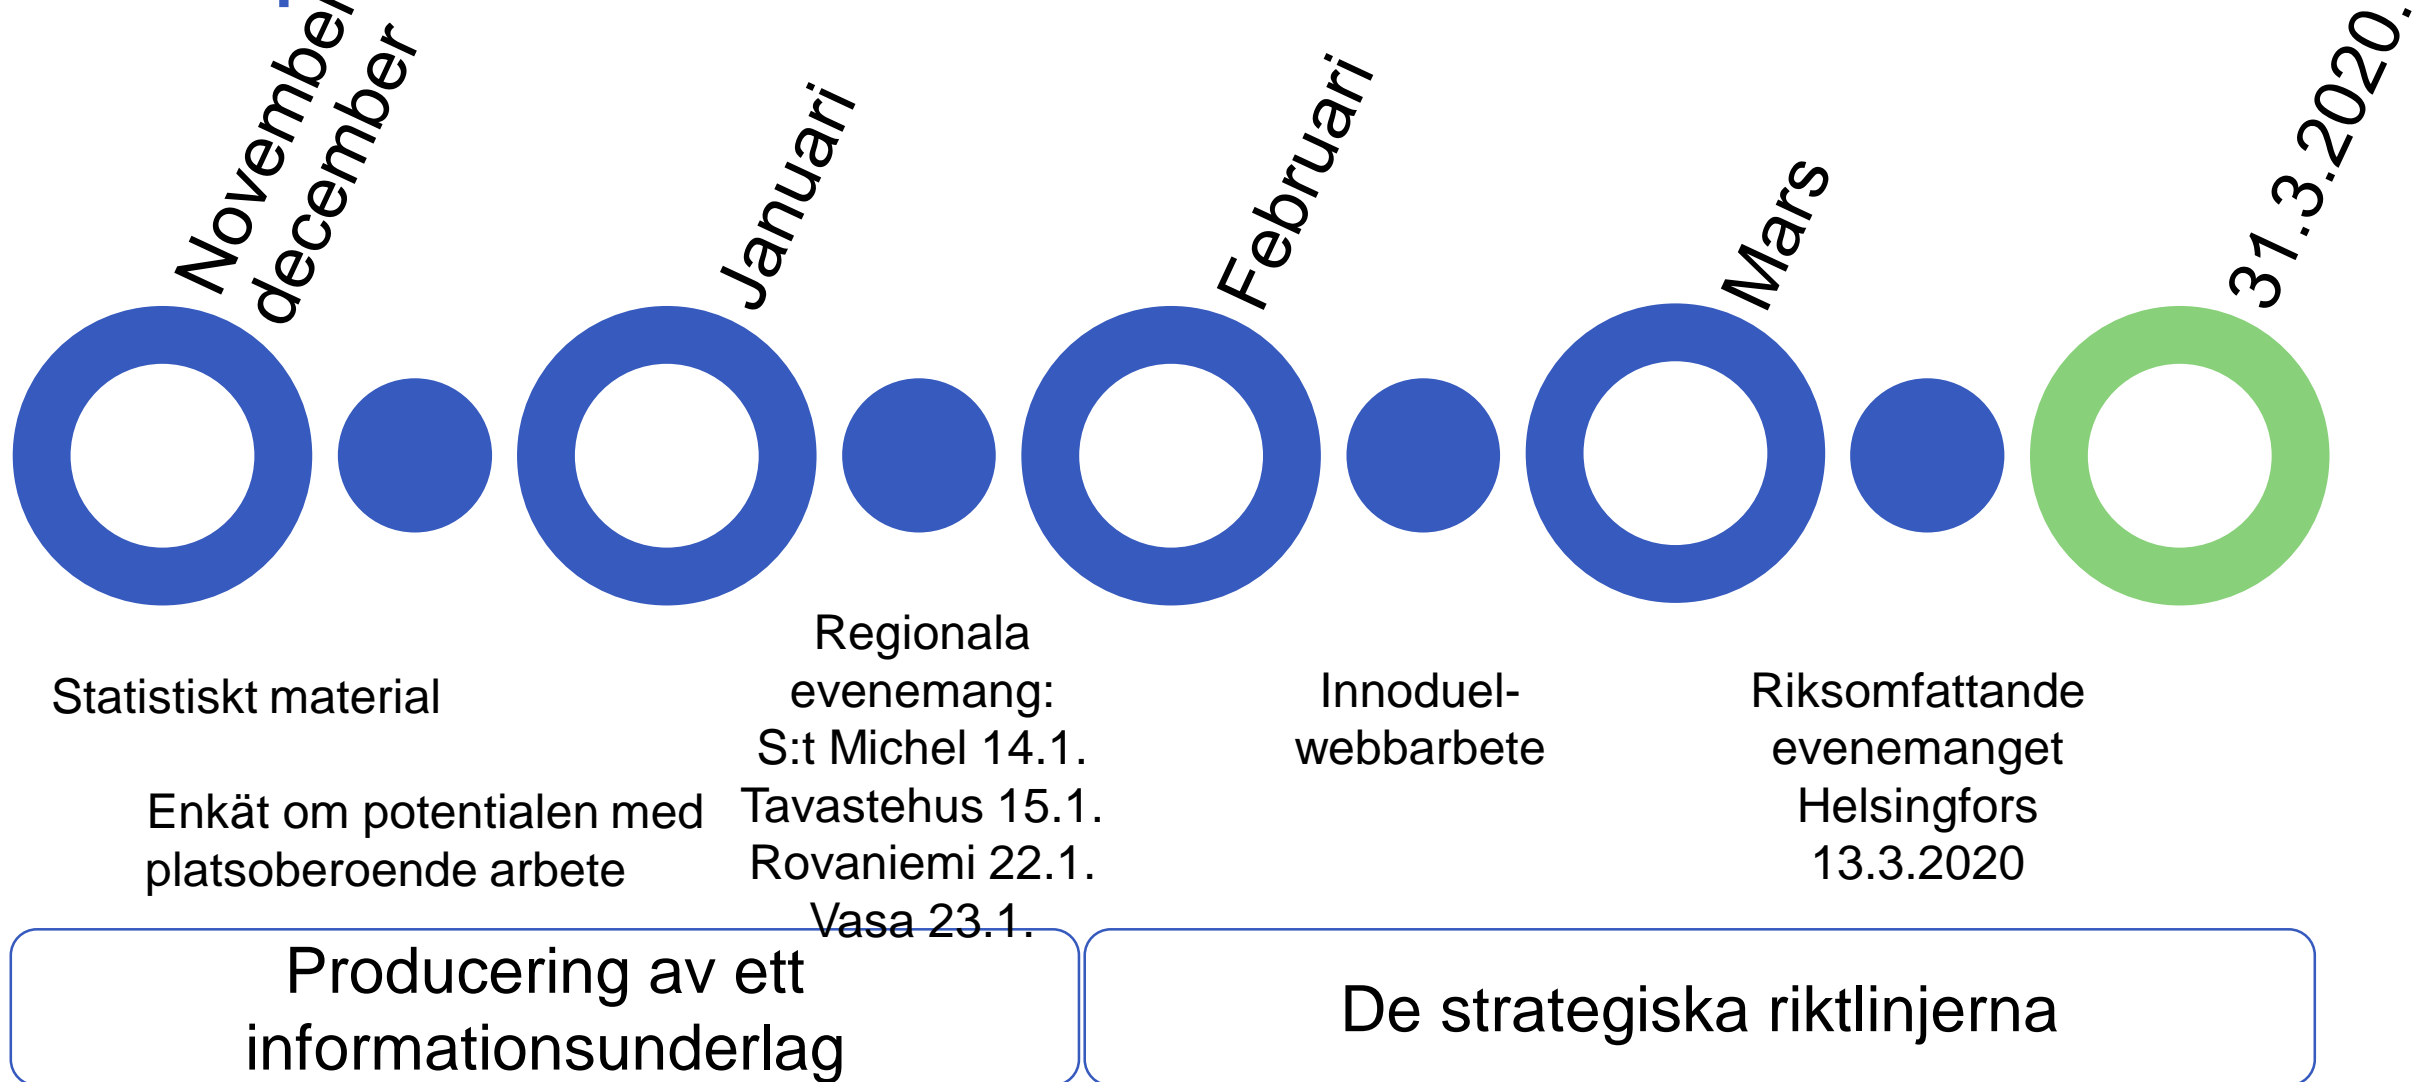 November
december
Januari
Februari
Mars
31.3.2020.
Statistiskt material
Enkät om potentialen med
platsoberoende arbete
Regionala
evenemang:
S:t Michel 14.1.
Tavastehus 15.1.
Rovaniemi 22.1.
Vasa 23.1.
Innoduel-
webbarbete
Riksomfattande
evenemanget
Helsingfors
13.3.2020
Producering av ett
informationsunderlag
De strategiska riktlinjerna